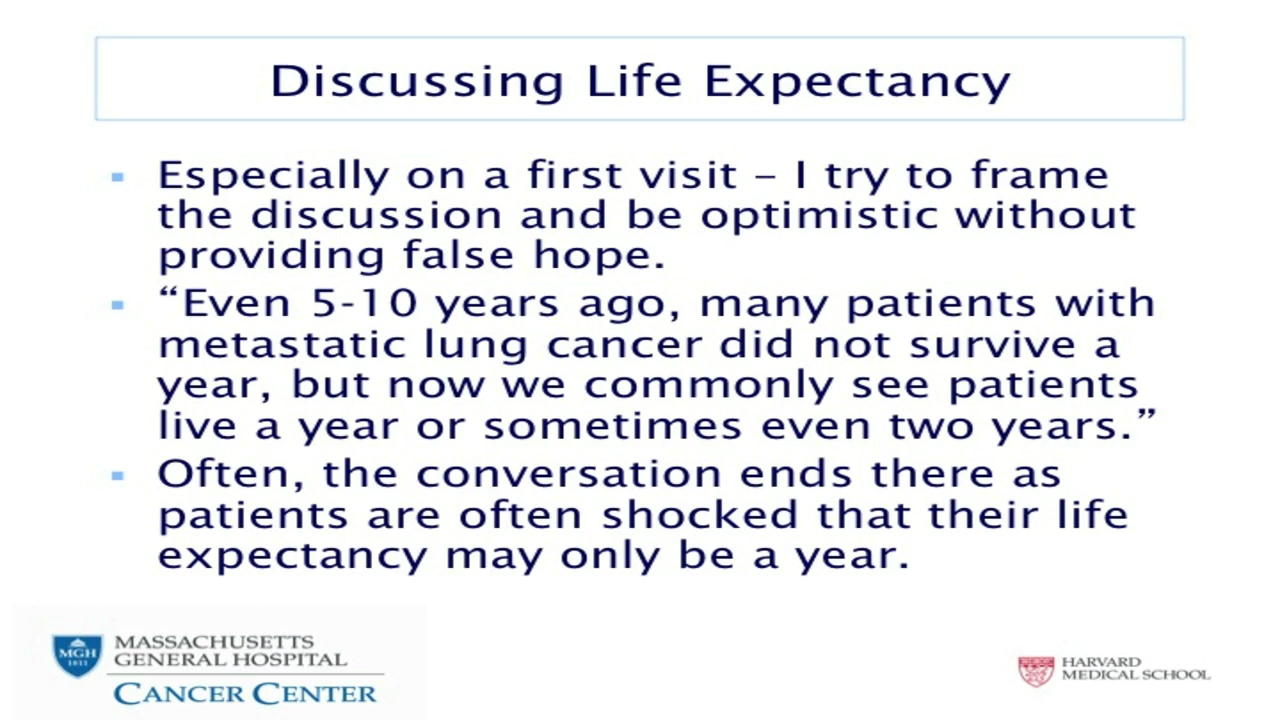 Discussing Life Expectancy
▪ Especially on a first visit – I try to frame
the discussion and be optimistic without
providing false hope.
▪ “Even 5-10 years ago, many patients with
metastatic lung cancer did not survive a
year, but now we commonly see patients
live a year or sometimes even two years.”
▪ Often, the conversation ends there as
patients are often shocked that their life
expectancy may only be a year.
MGH
1811
MASSACHUSETTS
GENERAL HOSPITAL
CANCER CENTER
HARVARD
MEDICAL SCHOOL